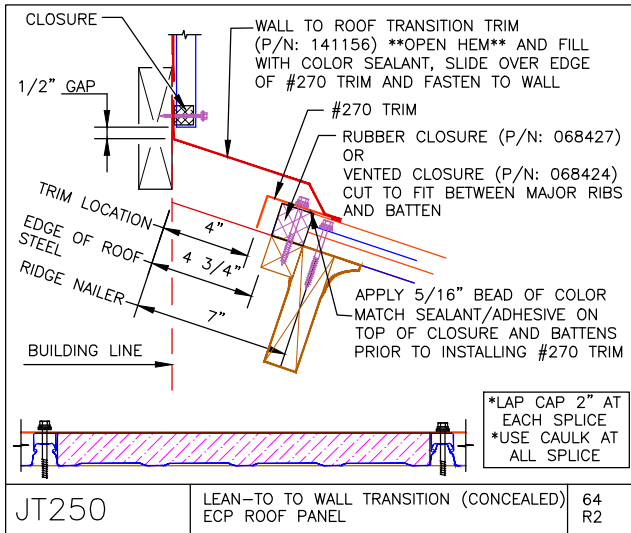 CLOSURE
WALL TO ROOF TRANSITION TRIM
(P/N: 141156) **OPEN HEM** AND FILL
WITH COLOR SEALANT, SLIDE OVER EDGE
OF #270 TRIM AND FASTEN TO WALL
1/2" GAP
#270 TRIM
RUBBER CLOSURE (P/N: 068427)
OR
VENTED CLOSURE (P/N: 068424)
CUT TO FIT BETWEEN MAJOR RIBS
AND BATTEN
TRIM LOCATION
4"
EDGE OF ROOF
STEEL
4 3/4"
RIDGE NAILER
7"
APPLY 5/16" BEAD OF COLOR
MATCH SEALANT/ADHESIVE ON
TOP OF CLOSURE AND BATTENS
PRIOR TO INSTALLING #270 TRIM
BUILDING LINE
*LAP CAP 2" AT
EACH SPLICE
*USE CAULK AT
ALL SPLICE
JT250
LEAN-TO TO WALL TRANSITION (CONCEALED)
ECP ROOF PANEL
64
R2